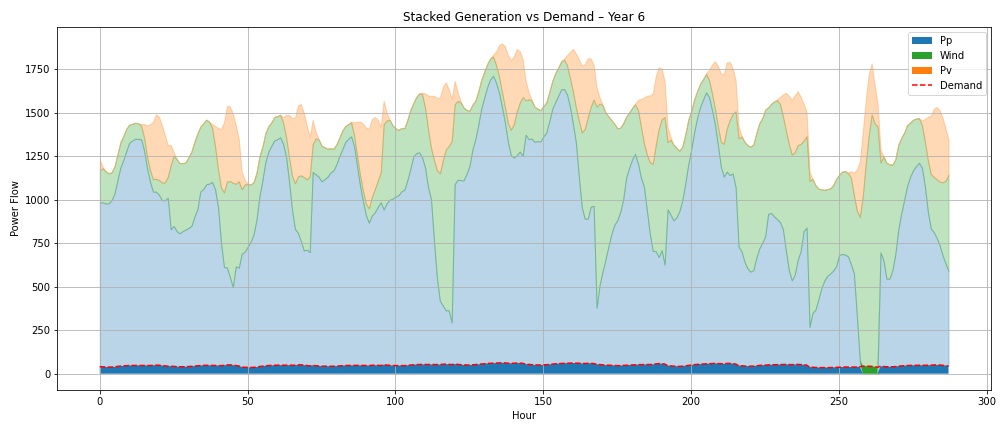 Stacked Generation vs Demand – Year 6
Pp
Wind
Pv
Demand
Power Flow
1750
1500
1250
1000
750
500
250
0
0 50 100 150 200 250 300
Hour